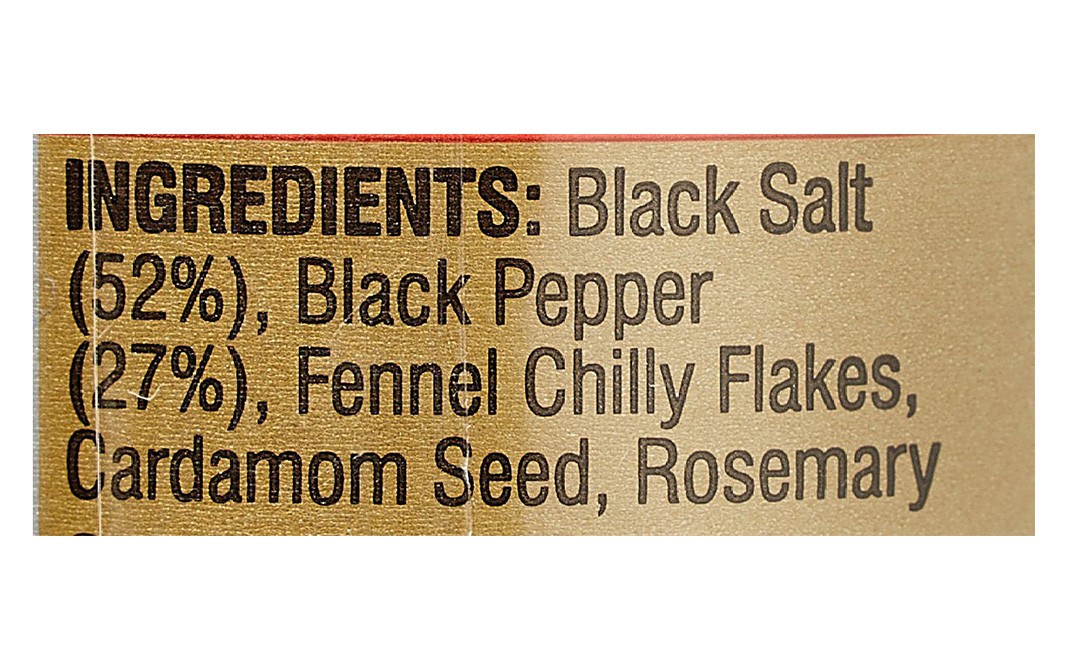 INGREDIENTS: Black Salt
(52%), Black Pepper
(27%), Fennel Chilly Flakes,
Cardamom Seed, Rosemary